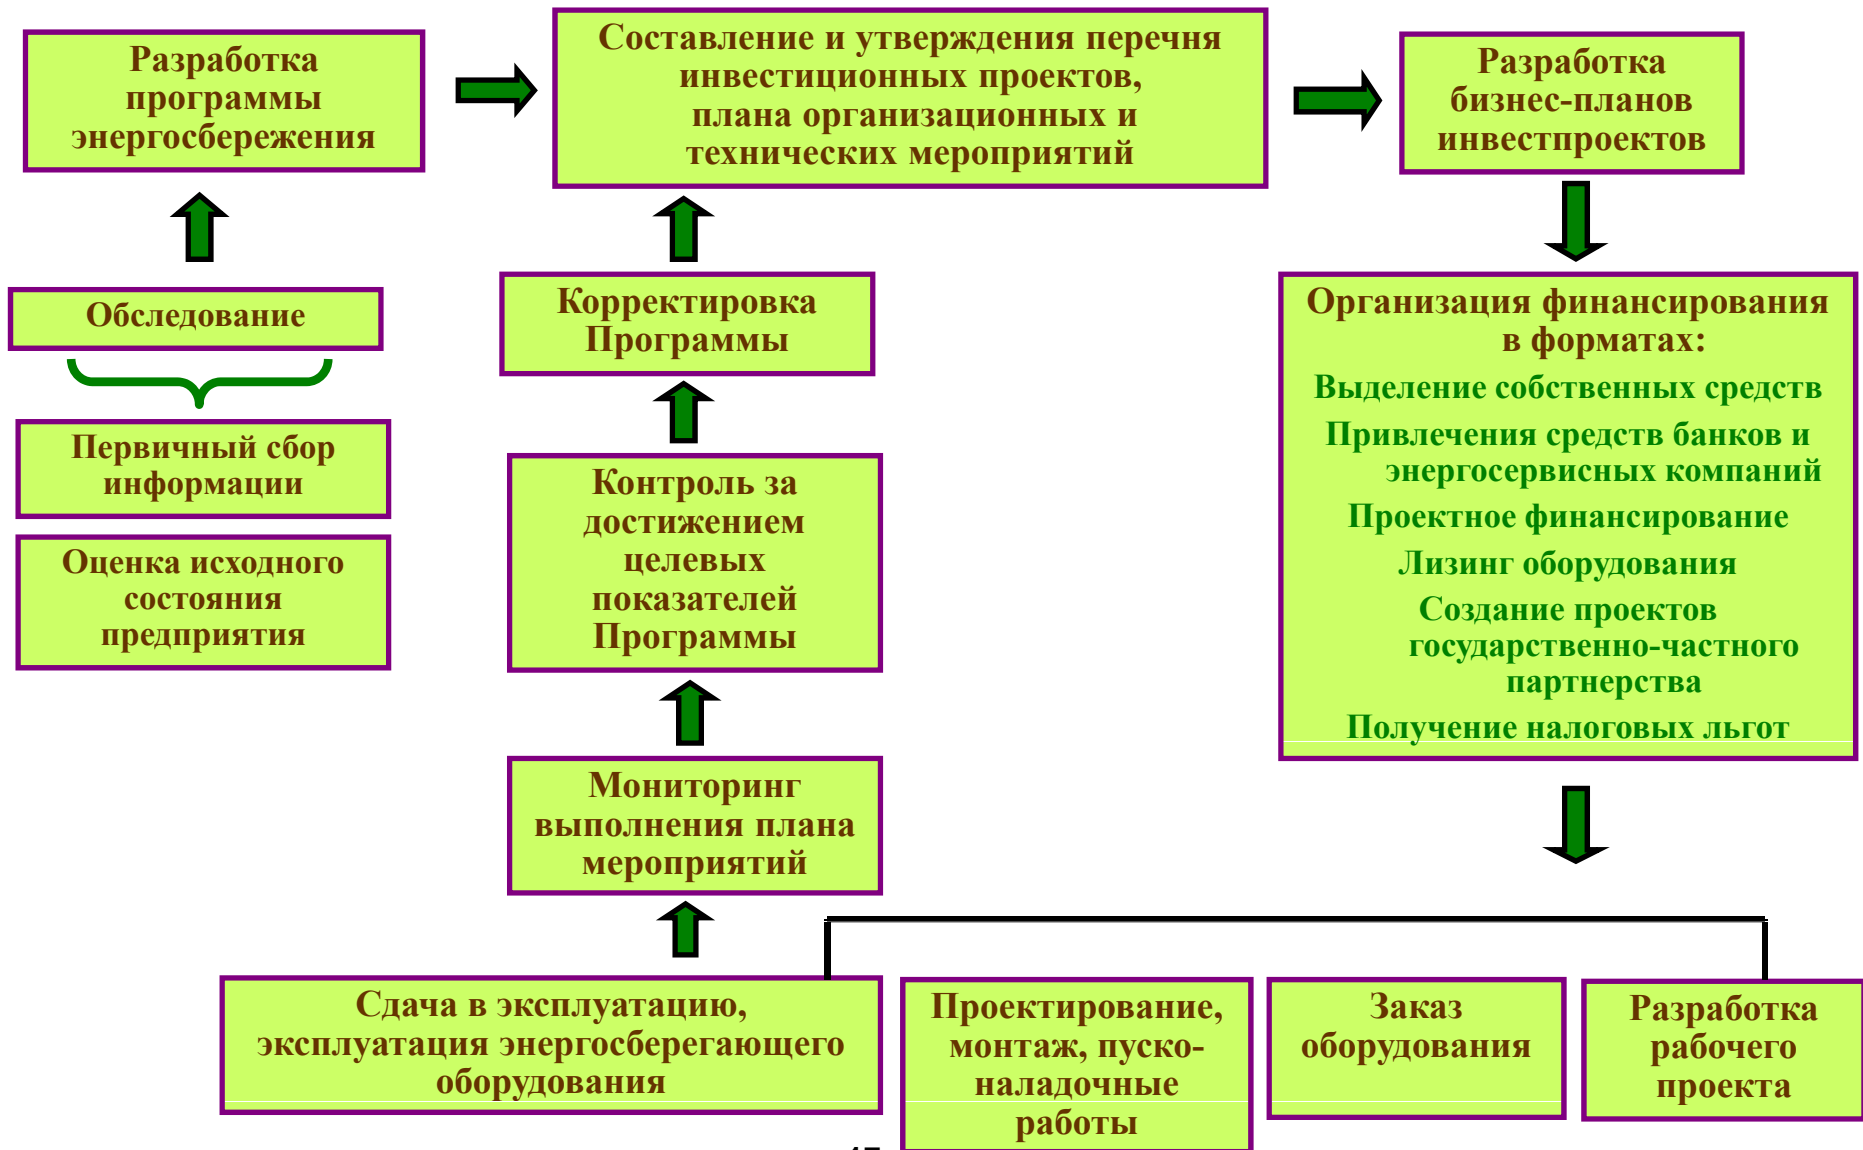 Разработка
программы
энергосбережения
Составление и утверждения перечня
инвестиционных проектов,
плана организационных и
технических мероприятий
Разработка
бизнес-планов
инвестпроектов
Обследование
Первичный сбор
информации
Оценка исходного
состояния
предприятия
Корректировка
Программы
Контроль за
достижением
целевых
показателей
Программы
Мониторинг
выполнения плана
мероприятий
Организация финансирования
в форматах:
Выделение собственных средств
Привлечения средств банков и
энергосервисных компаний
Проектное финансирование
Лизинг оборудования
Создание проектов
государственно-частного
партнерства
Получение налоговых льгот
Сдача в эксплуатацию,
эксплуатация энергосберегающего
оборудования
Проектирование,
монтаж, пуско-
наладочные
работы
Заказ
оборудования
Разработка
рабочего
проекта